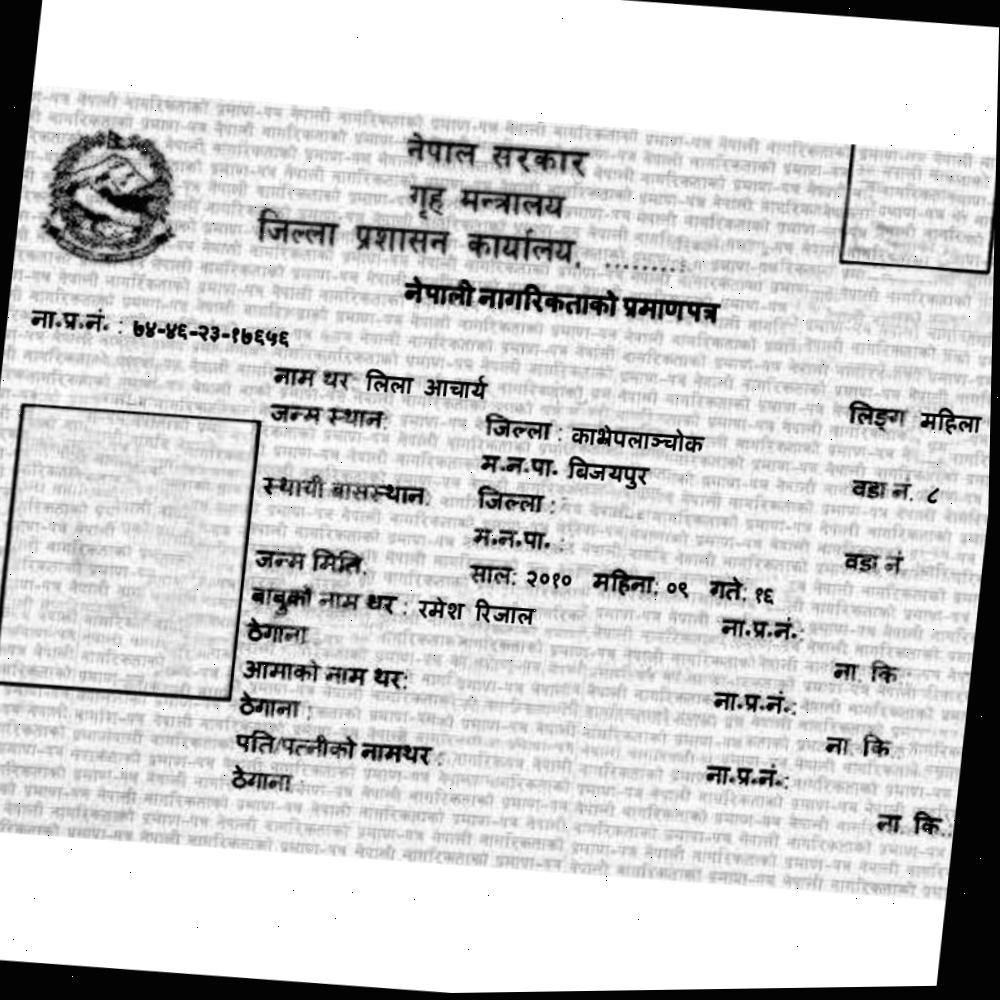 नेपाल सरकार
गृह मन्त्रालय
जिल्ला प्रशासन कार्यालय, ........
नेपाली नागरिकताको प्रमाणपत्र
ना.प्र.नं. : ७४-४६-२३-१७६५६
नाम थर लिला आचार्य लिङ्ग महिला
जन्म स्थान: जिल्ला : काभ्रेपलाञ्चोक
म.न.पा. बिजयपुर वडा नं. ८
स्थायी बासस्थान: जिल्ला :
म.न.पा. : वडा नं
जन्म मिति: साल: २०१० महिना: ०९ गते: १६
बाबुको नाम थर : रमेश रिजाल ना.प्र.नं.:
ठेगाना ना. कि :
आमाको नाम थर: ना.प्र.नं.:
ठेगाना : ना कि
पति/पत्नीको नामथर : ना.प्र.नं.:
ठेगाना : ना कि.